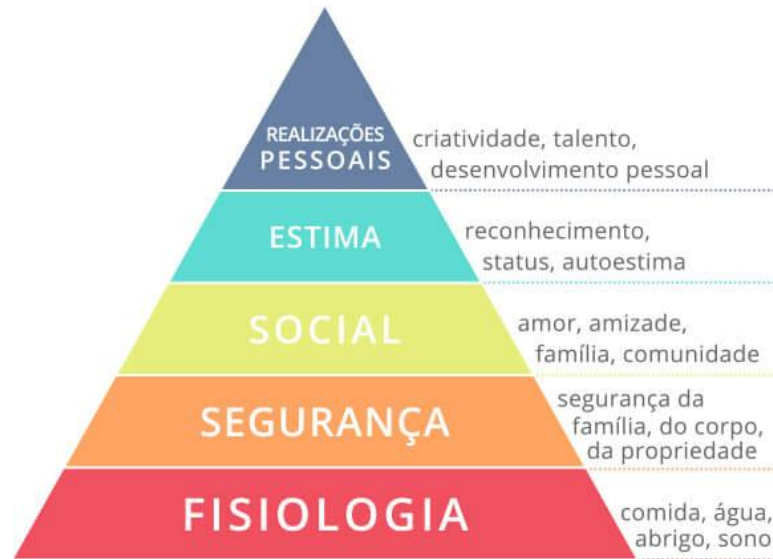 REALIZAÇÕES
PESSOAIS
criatividade, talento,
desenvolvimento pessoal
ESTIMA
reconhecimento,
status, autoestima
SOCIAL
amor, amizade,
família, comunidade
SEGURANÇA
segurança da
família, do corpo,
da propriedade
FISIOLOGIA
comida, água,
abrigo, sono